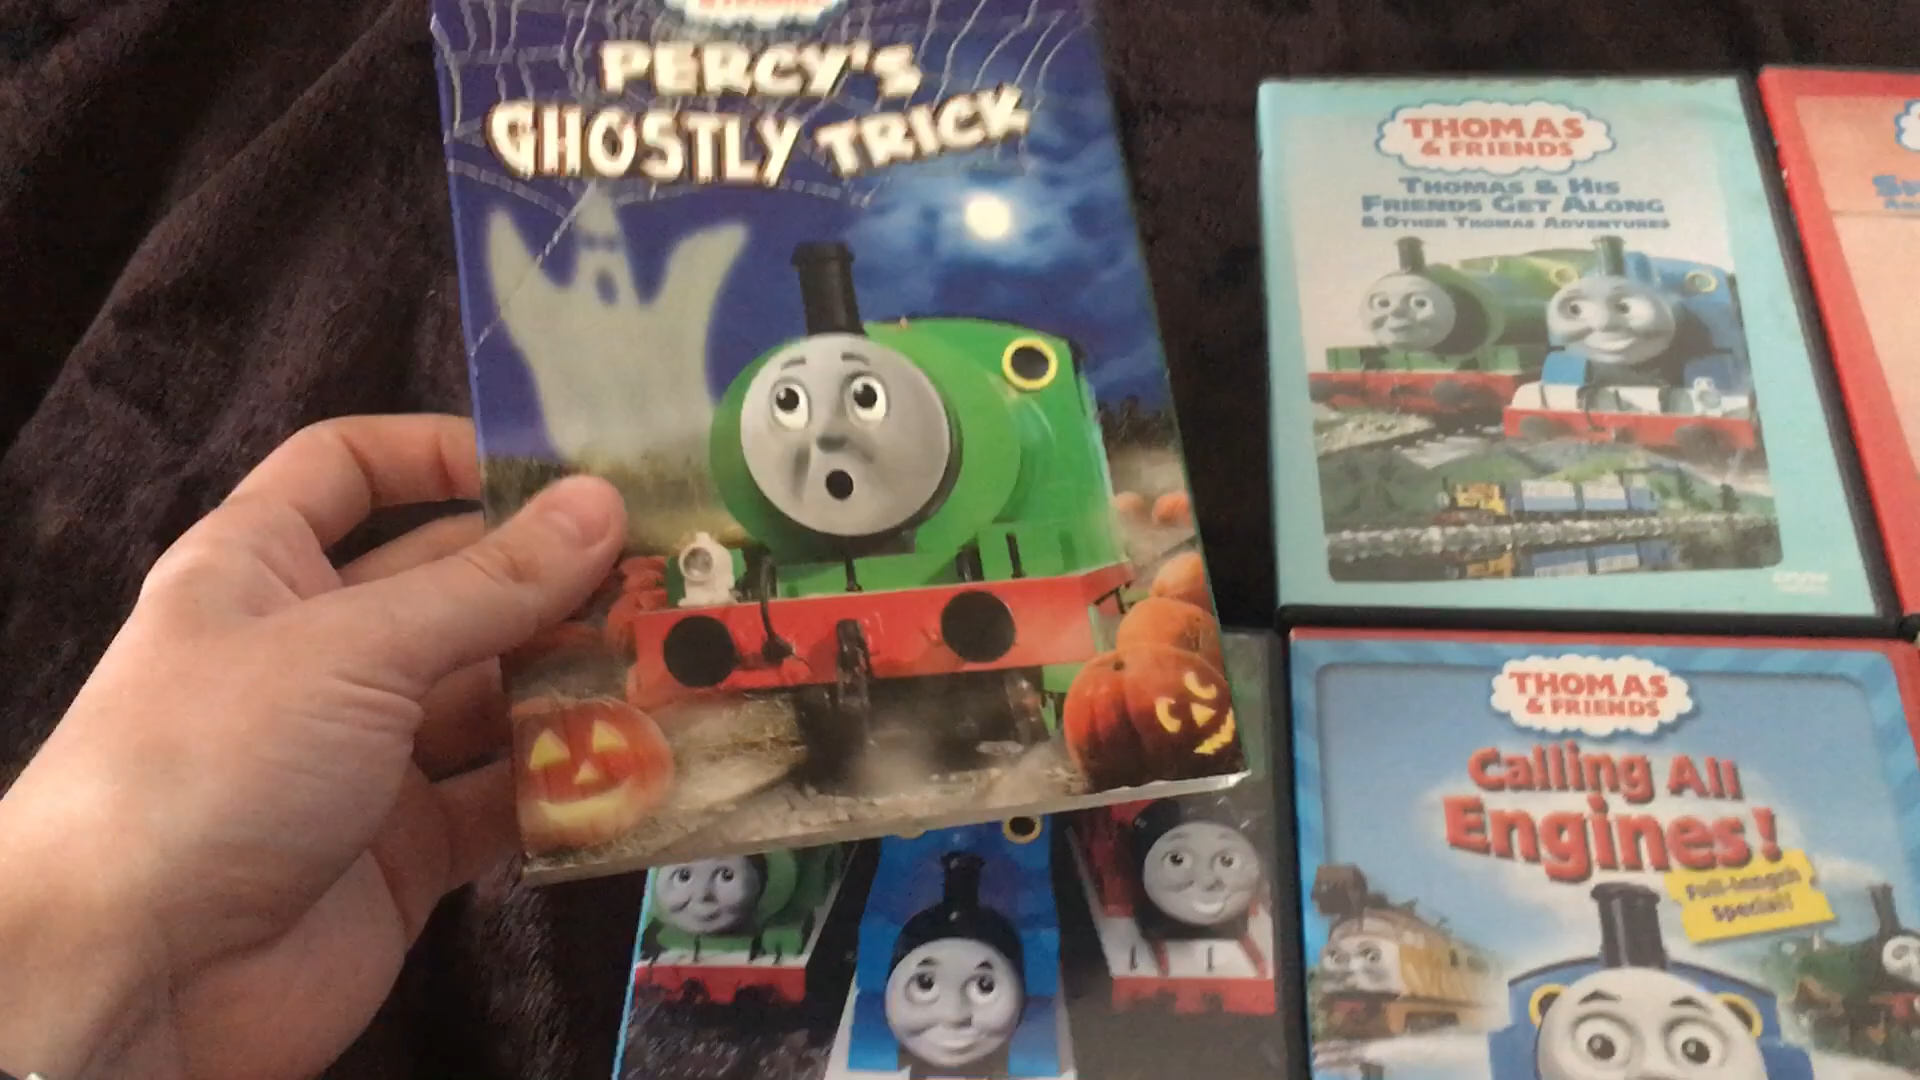 PERCY'S
GHOSTLY TRICK
THOMAS
& FRIENDS
THOMAS & HIS
FRIENDS GET ALONG
& OTHER THOMAS ADVENTURES
THOMAS
& FRIENDS
Calling All
Engines!
Full-length
special!